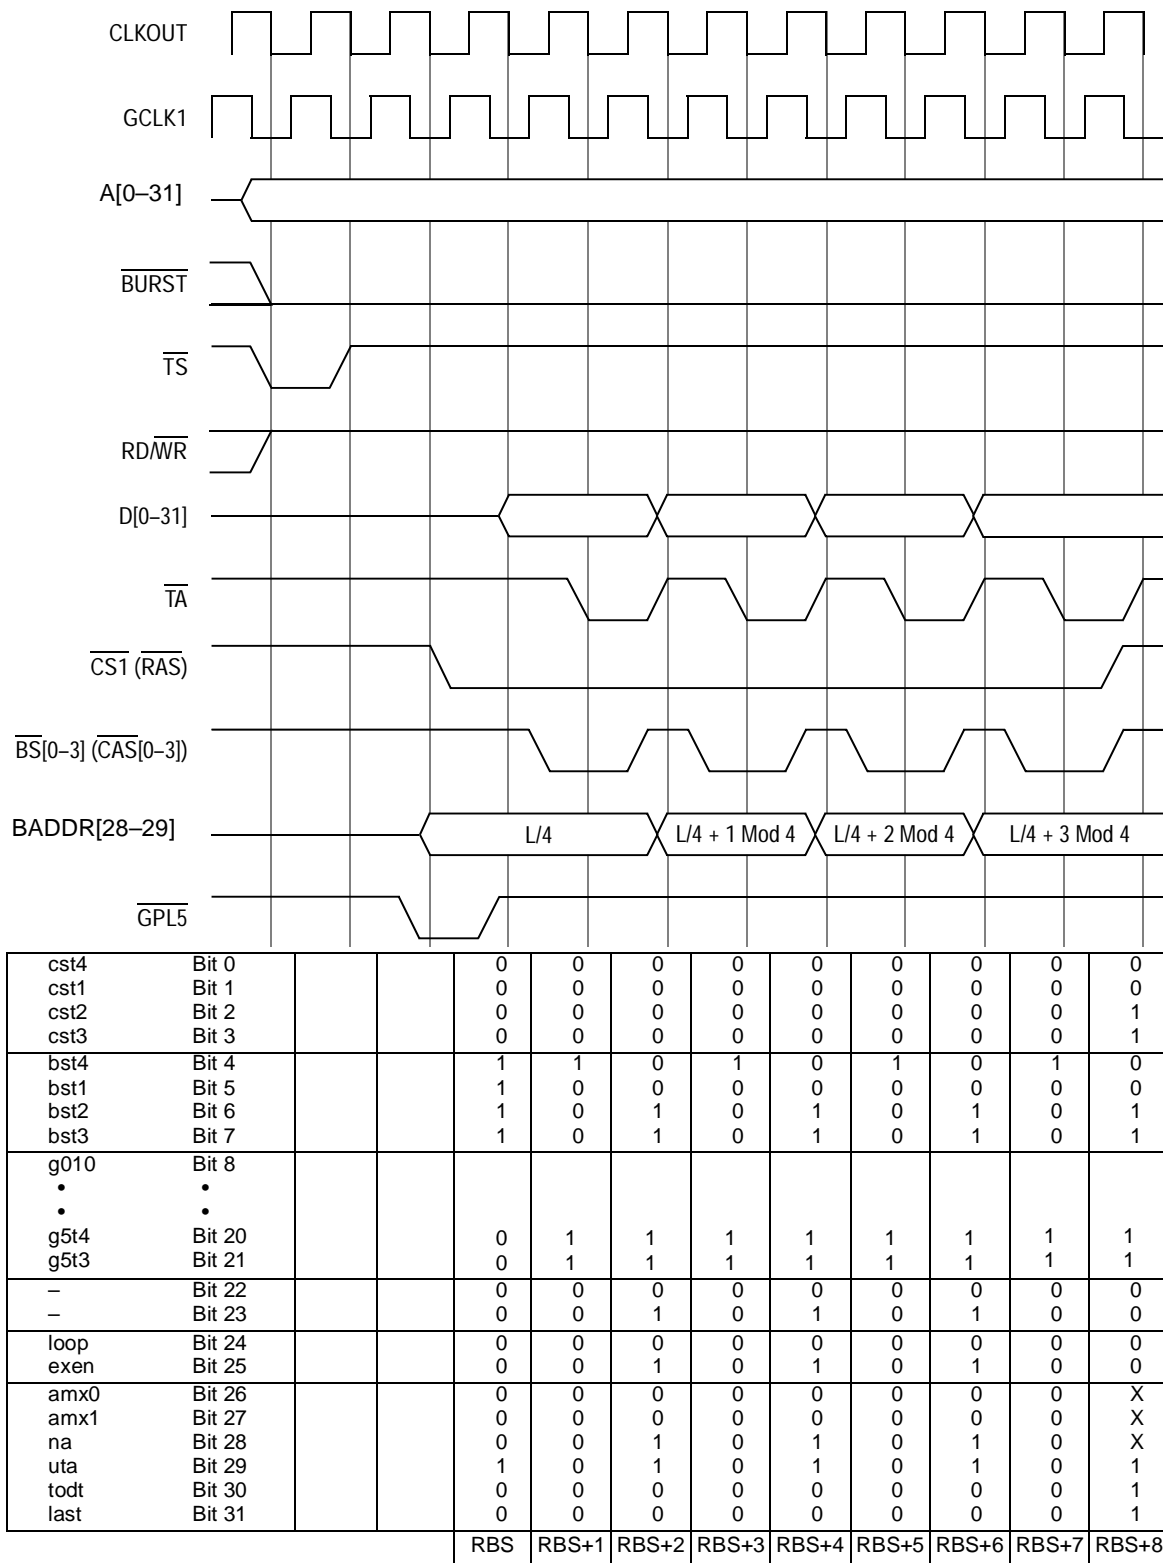 CLKOUT
GCLK1
A[0–31]
BURST
TS
RD/WR
D[0–31]
TA
CS1 (RAS)
BS[0–3] (CAS[0–3])
BADDR[28–29] L/4 L/4 + 1 Mod 4 L/4 + 2 Mod 4 L/4 + 3 Mod 4
GPL5
cst4 Bit 0 0 0 0 0 0 0 0 0 0
cst1 Bit 1 0 0 0 0 0 0 0 0 0
cst2 Bit 2 0 0 0 0 0 0 0 0 1
cst3 Bit 3 0 0 0 0 0 0 0 0 1
bst4 Bit 4 1 1 0 1 0 1 0 1 0
bst1 Bit 5 1 0 0 0 0 0 0 0 0
bst2 Bit 6 1 0 1 0 1 0 1 0 1
bst3 Bit 7 1 0 1 0 1 0 1 0 1
g010 Bit 8
• •
• •
g5t4 Bit 20 0 1 1 1 1 1 1 1 1
g5t3 Bit 21 0 1 1 1 1 1 1 1 1
– Bit 22 0 0 0 0 0 0 0 0 0
– Bit 23 0 0 1 0 1 0 1 0 0
loop Bit 24 0 0 0 0 0 0 0 0 0
exen Bit 25 0 0 1 0 1 0 1 0 0
amx0 Bit 26 0 0 0 0 0 0 0 0 X
amx1 Bit 27 0 0 0 0 0 0 0 0 X
na Bit 28 0 0 1 0 1 0 1 0 X
uta Bit 29 1 0 1 0 1 0 1 0 1
todt Bit 30 0 0 0 0 0 0 0 0 1
last Bit 31 0 0 0 0 0 0 0 0 1
RBS RBS+1 RBS+2 RBS+3 RBS+4 RBS+5 RBS+6 RBS+7 RBS+8